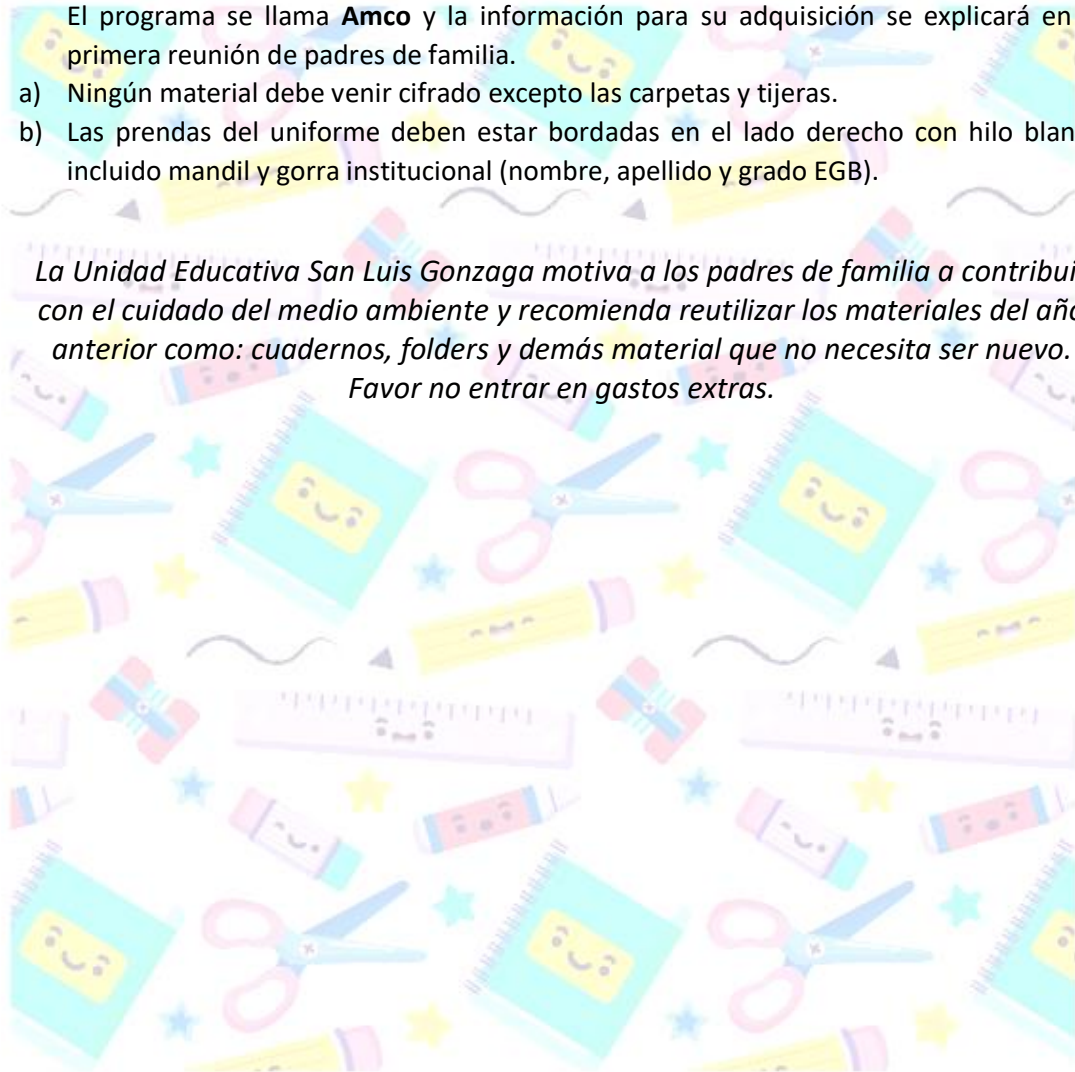 El programa se llama Amco y la información para su adquisición se explicará en
primera reunión de padres de familia.
a) Ningún material debe venir cifrado excepto las carpetas y tijeras.
b) Las prendas del uniforme deben estar bordadas en el lado derecho con hilo blan
incluido mandil y gorra institucional (nombre, apellido y grado EGB).
La Unidad Educativa San Luis Gonzaga motiva a los padres de familia a contribui
con el cuidado del medio ambiente y recomienda reutilizar los materiales del año
anterior como: cuadernos, folders y demás material que no necesita ser nuevo.
Favor no entrar en gastos extras.